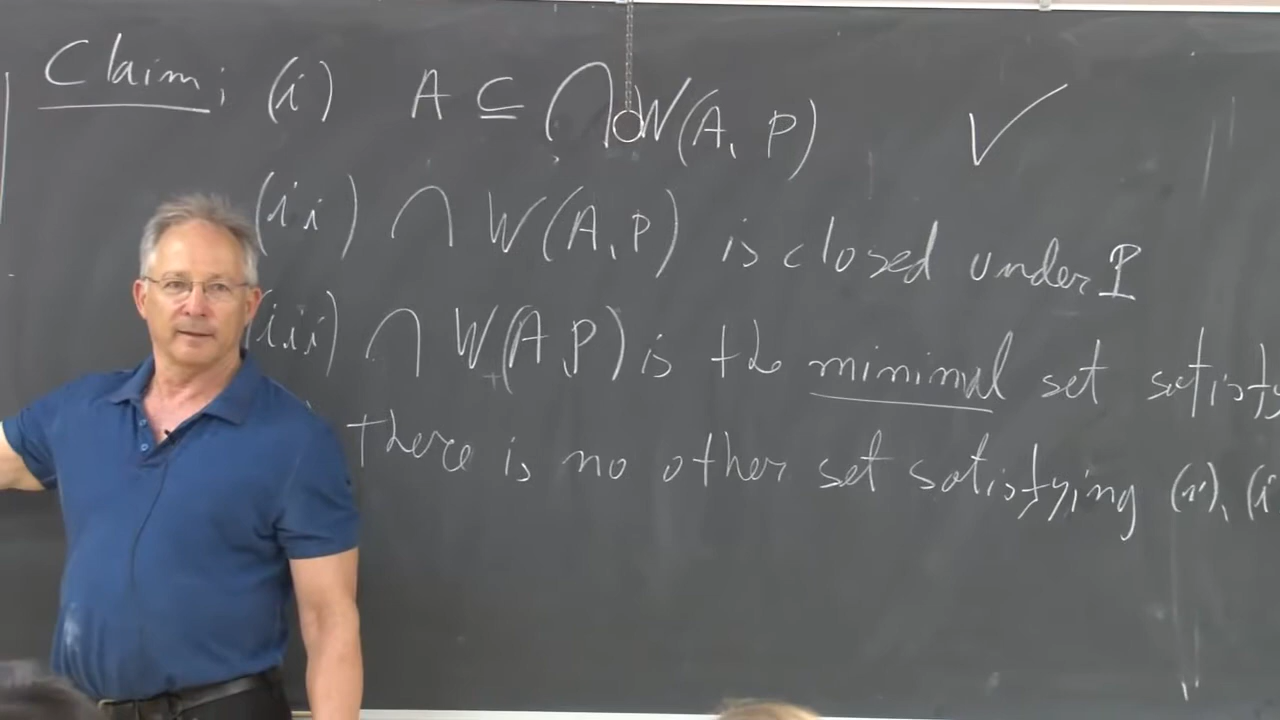 Claim: (i) A ⊆ ⋂ W(A, P) ✓
(ii) ⋂ W(A, P) is closed under P
(iii) ⋂ W(A P) is the minimal set satisfy
there is no other set satisfying (i), (i